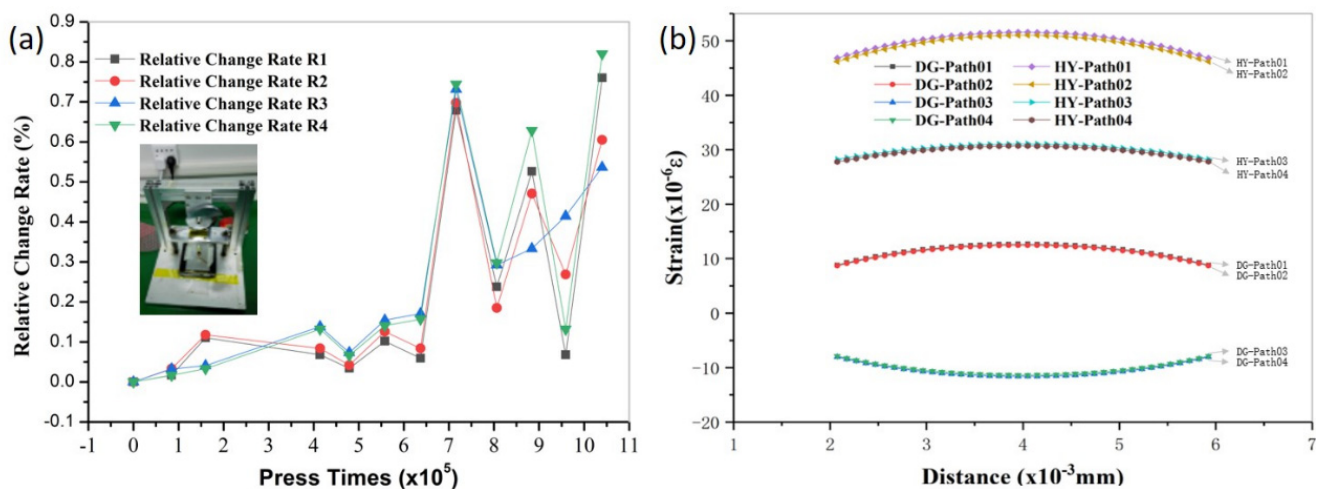 (a)
Relative Change Rate (%)
0.9
0.8
0.7
0.6
0.5
0.4
0.3
0.2
0.1
0.0
-0.1
Relative Change Rate R1
Relative Change Rate R2
Relative Change Rate R3
Relative Change Rate R4
-1 0 1 2 3 4 5 6 7 8 9 10 11
Press Times (x10⁵)
(b)
Strain(x10⁻⁶ε)
50
40
30
20
10
0
-10
-20
DG-Path01 HY-Path01
DG-Path02 HY-Path02
DG-Path03 HY-Path03
DG-Path04 HY-Path04
HY-Path01
HY-Path02
HY-Path03
HY-Path04
DG-Path01
DG-Path02
DG-Path03
DG-Path04
1 2 3 4 5 6 7
Distance (x10⁻³mm)